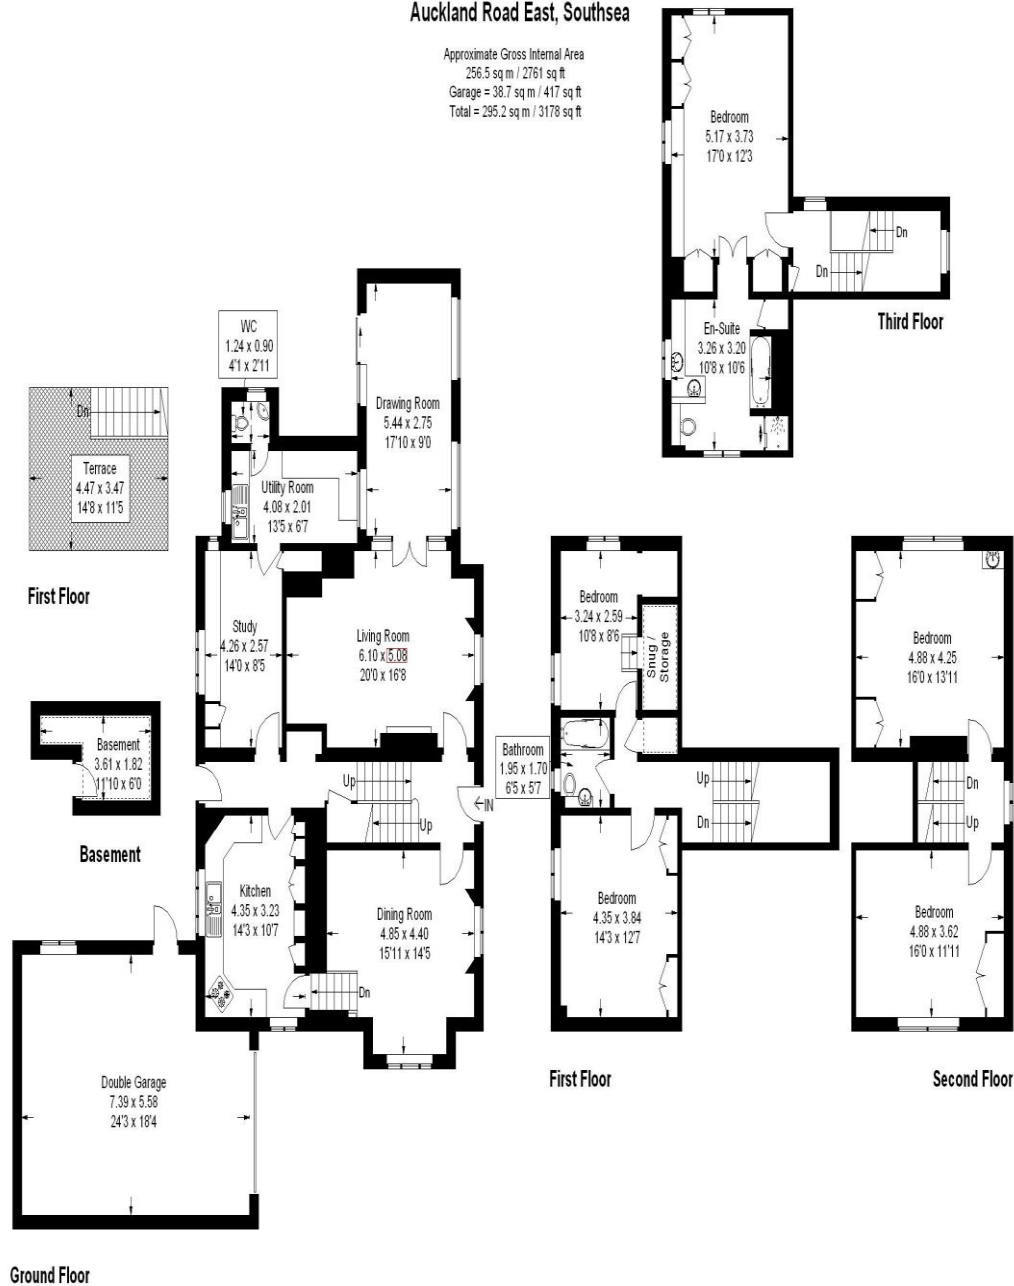 Auckland Road East, Southsea
Approximate Gross Internal Area
256.5 sq m / 2761 sq ft
Garage = 38.7 sq m / 417 sq ft
Total = 295.2 sq m / 3178 sq ft
Bedroom
5.17 x 3.73
17'0 x 12'3
Dn
Dn
Third Floor
En-Suite
3.26 x 3.20
10'8 x 10'6
WC
1.24 x 0.90
4'1 x 2'11
Drawing Room
5.44 x 2.75
17'10 x 9'0
Dn
Terrace
4.47 x 3.47
14'8 x 11'5
First Floor
Utility Room
4.08 x 2.01
13'5 x 6'7
Study
4.26 x 2.57
14'0 x 8'5
Living Room
6.10 x 5.08
20'0 x 16'8
Basement
3.61 x 1.82
11'10 x 6'0
Basement
Up
Up
IN
Kitchen
4.35 x 3.23
14'3 x 10'7
Dining Room
4.85 x 4.40
15'11 x 14'5
Dn
Double Garage
7.39 x 5.58
24'3 x 18'4
Ground Floor
Bedroom
3.24 x 2.59
10'8 x 8'6
Snug /
Storage
Bathroom
1.95 x 1.70
6'5 x 5'7
Up
Dn
Bedroom
4.35 x 3.84
14'3 x 12'7
First Floor
Bedroom
4.88 x 4.25
16'0 x 13'11
Dn
Up
Bedroom
4.88 x 3.62
16'0 x 11'11
Second Floor